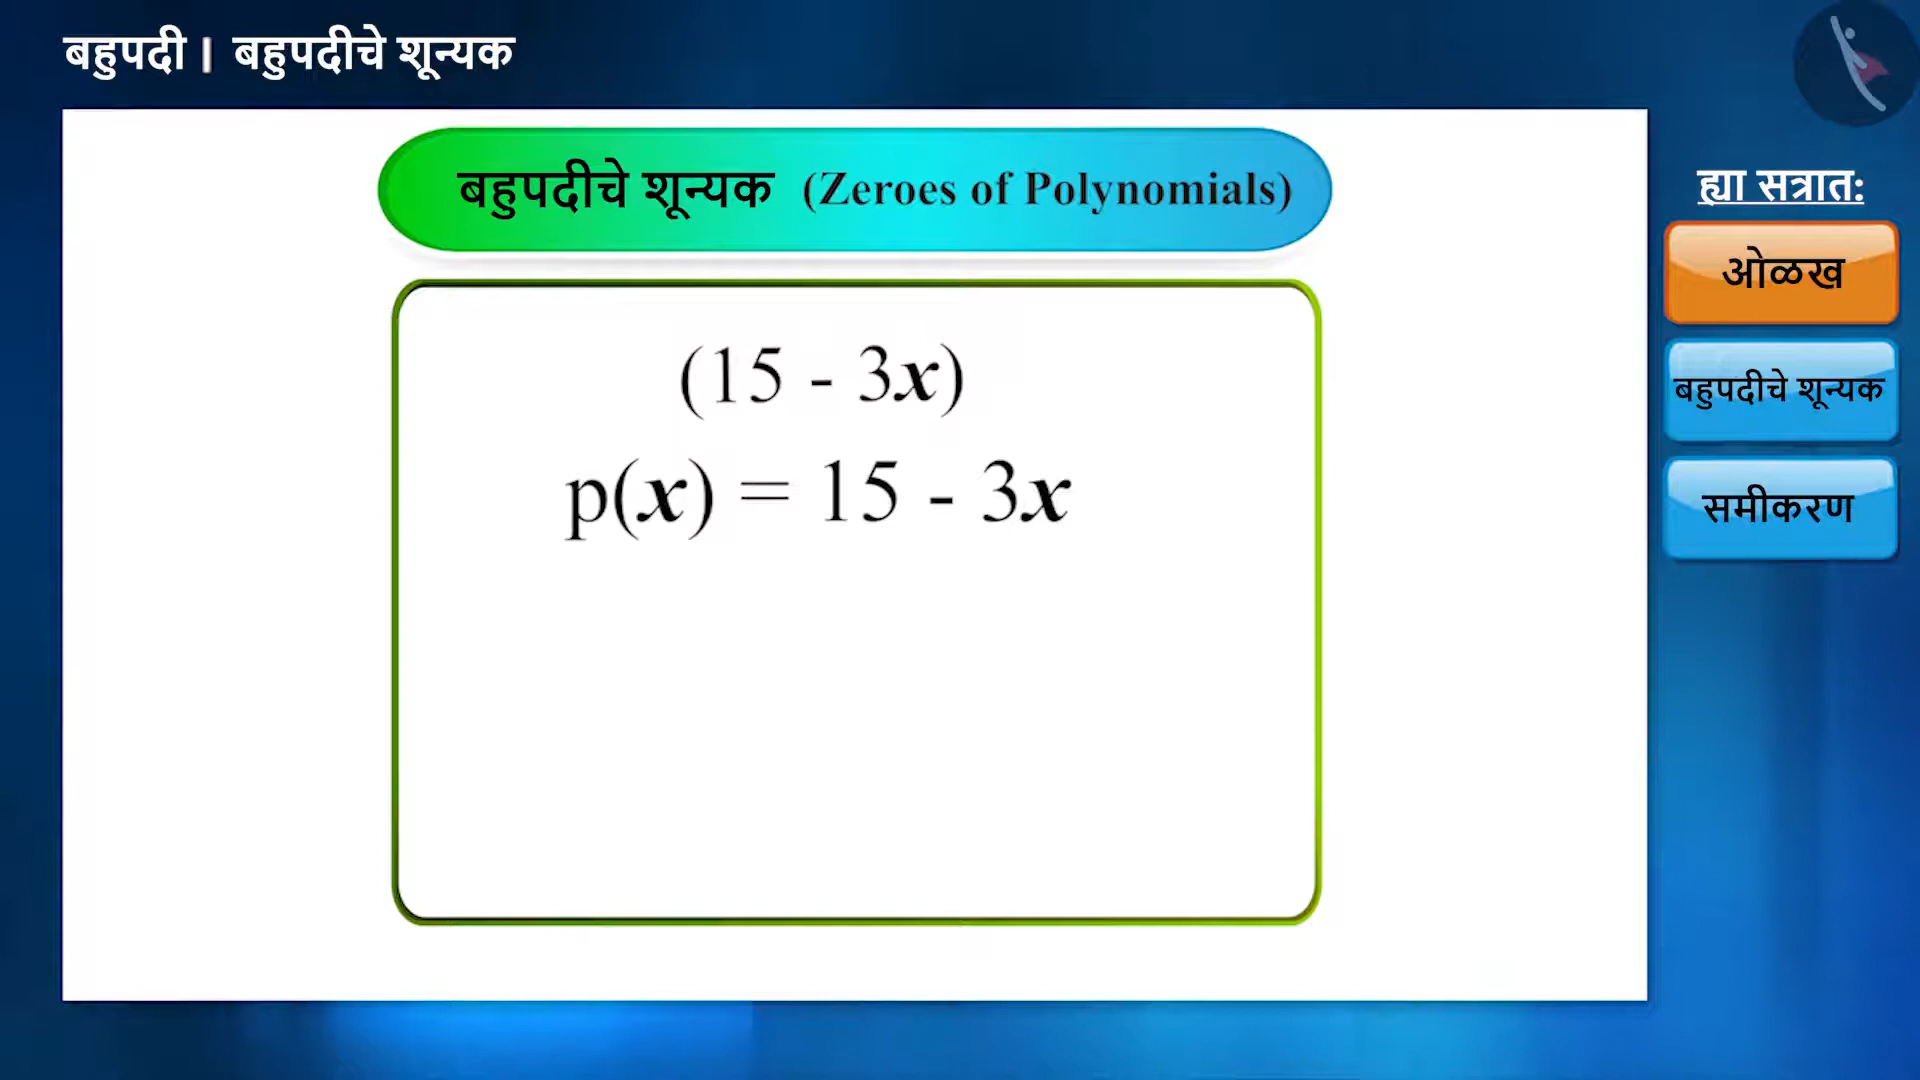 बहुपदी | बहुपदीचे शून्यक
बहुपदीचे शून्यक (Zeroes of Polynomials)
(15 - 3x)
p(x) = 15 - 3x
ह्या सत्रात:
ओळख
बहुपदीचे शून्यक
समीकरण